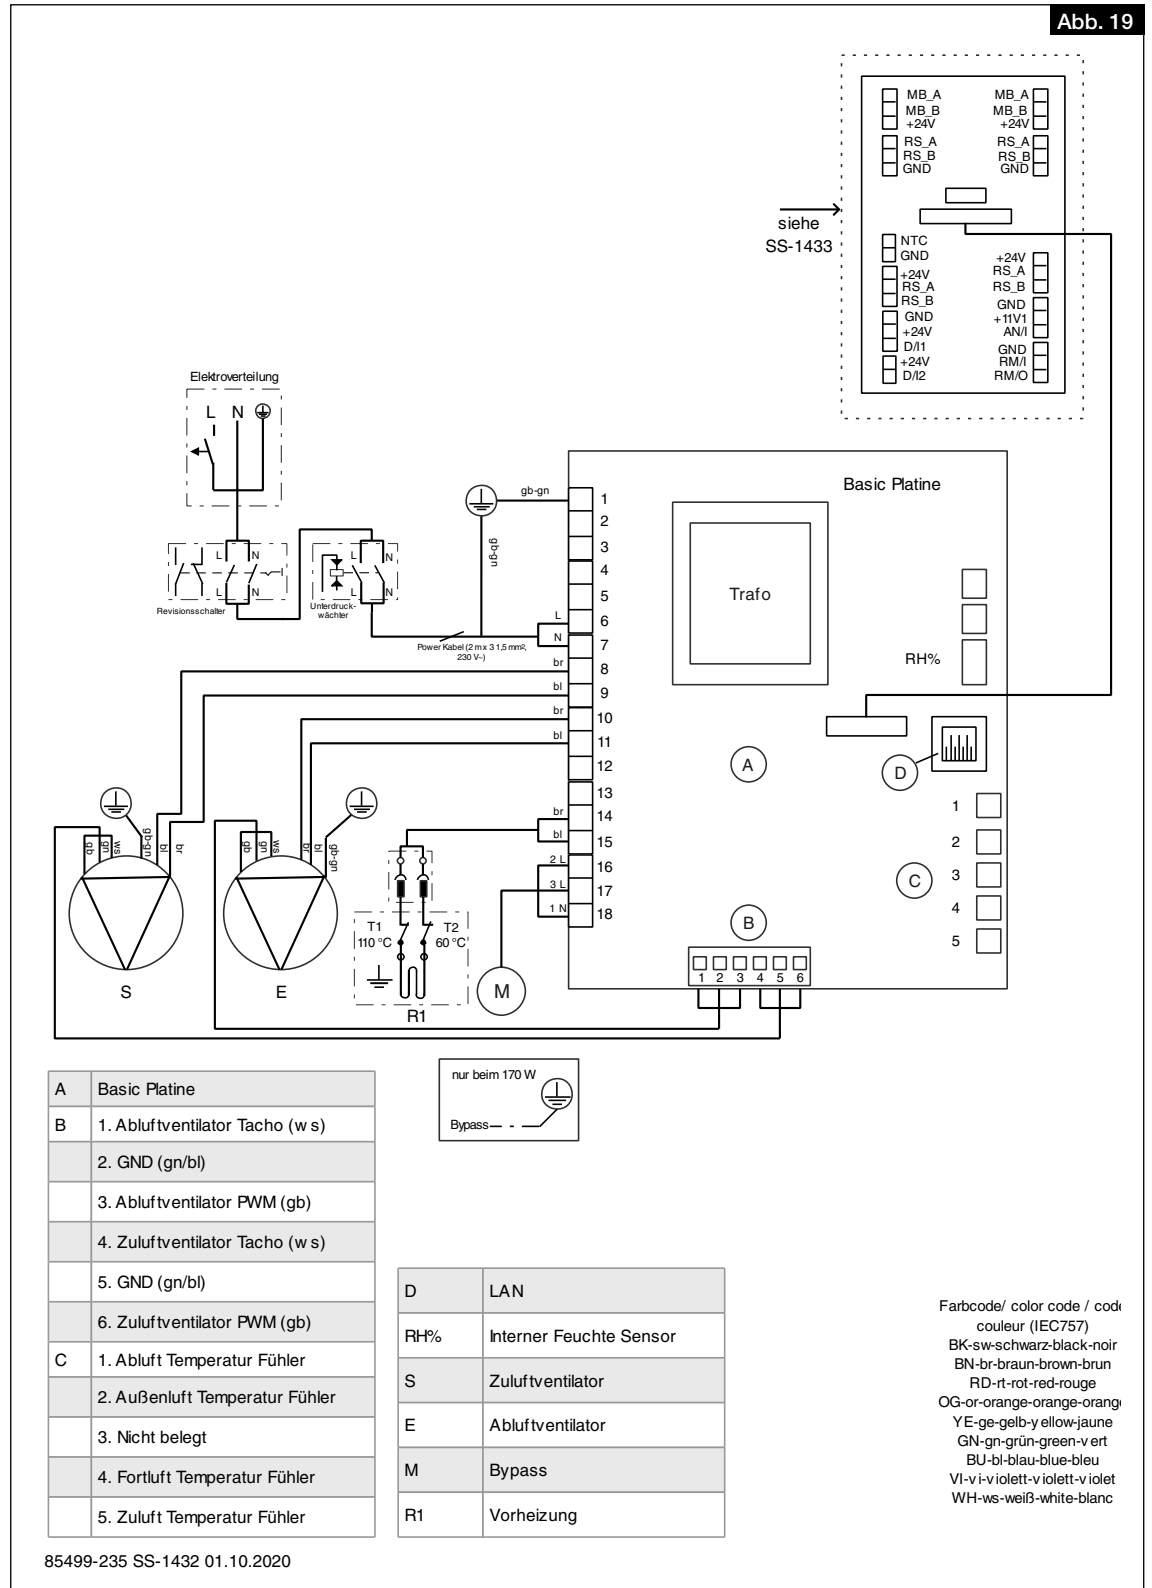 Abb. 19
MB_A
MB_B
+24V
RS_A
RS_B
GND
MB_A
MB_B
+24V
RS_A
RS_B
GND
siehe
SS-1433
NTC
GND
+24V
RS_A
RS_B
GND
+24V
D/I1
+24V
D/I2
+24V
RS_A
RS_B
GND
+11V1
AN/I
GND
RM/I
RM/O
Elektroverteilung
L N
L N
L N
Revisionsschalter
L N
L N
Unterdruck-
wächter
Power Kabel (2 m x 3 1,5 mm²,
230 V~)
gb-gn
gb-gn
L
N
br
bl
br
bl
br
bl
2 L
3 L
1 N
1
2
3
4
5
6
7
8
9
10
11
12
13
14
15
16
17
18
Basic Platine
Trafo
RH%
A
D
C
1
2
3
4
5
B
1 2 3 4 5 6
gb gn ws gb-gn bl br
S
gb gn ws br bl gb-gn
E
T1
110 °C
T2
60 °C
R1
M
nur beim 170 W
Bypass
A Basic Platine
B 1. Abluftventilator Tacho (ws)
2. GND (gn/bl)
3. Abluftventilator PWM (gb)
4. Zuluftventilator Tacho (ws)
5. GND (gn/bl)
6. Zuluftventilator PWM (gb)
C 1. Abluft Temperatur Fühler
2. Außenluft Temperatur Fühler
3. Nicht belegt
4. Fortluft Temperatur Fühler
5. Zuluft Temperatur Fühler
D LAN
RH% Interner Feuchte Sensor
S Zuluftventilator
E Abluftventilator
M Bypass
R1 Vorheizung
Farbcode/ color code / code
couleur (IEC757)
BK-sw-schwarz-black-noir
BN-br-braun-brown-brun
RD-rt-rot-red-rouge
OG-or-orange-orange-orange
YE-ge-gelb-yellow-jaune
GN-gn-grün-green-vert
BU-bl-blau-blue-bleu
VI-vi-violett-violett-violet
WH-ws-weiß-white-blanc
85499-235 SS-1432 01.10.2020